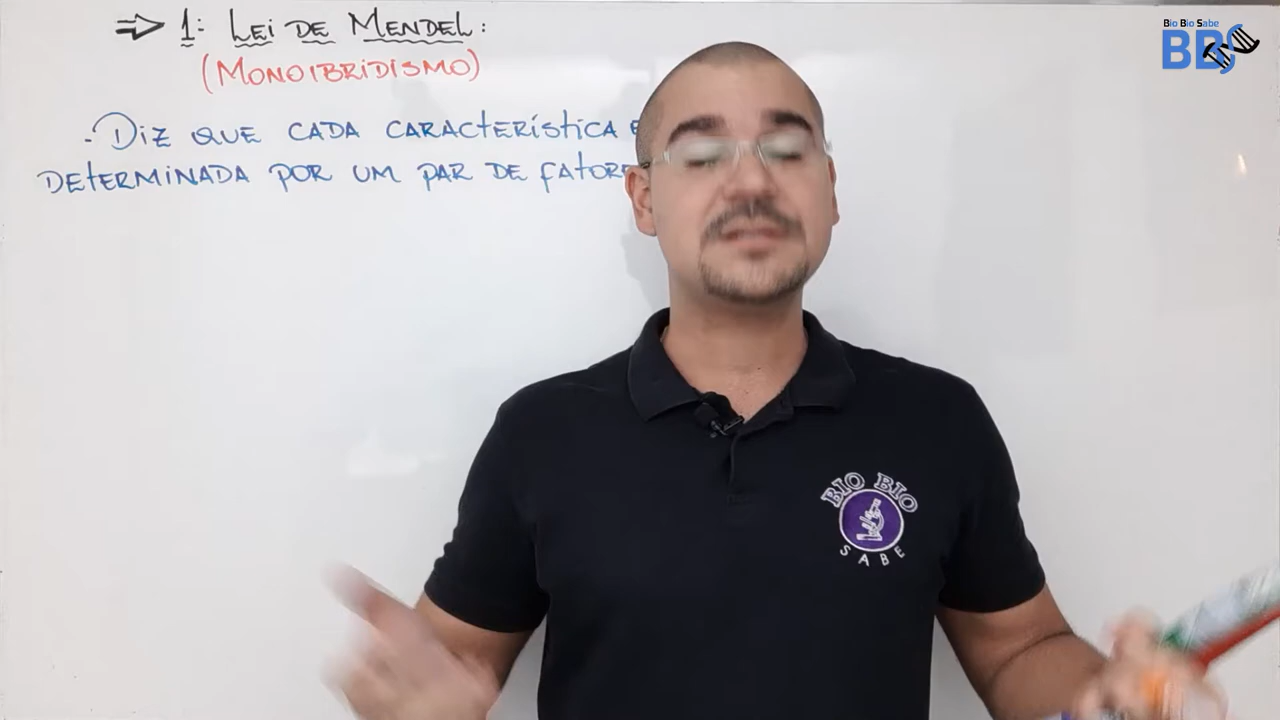 ⇒ 1ª Lei de Mendel:
(Monoibridismo)
. Diz que cada característica é
determinada por um par de fatore
Bio Bio Sabe
BBS
BIO BIO
SABE